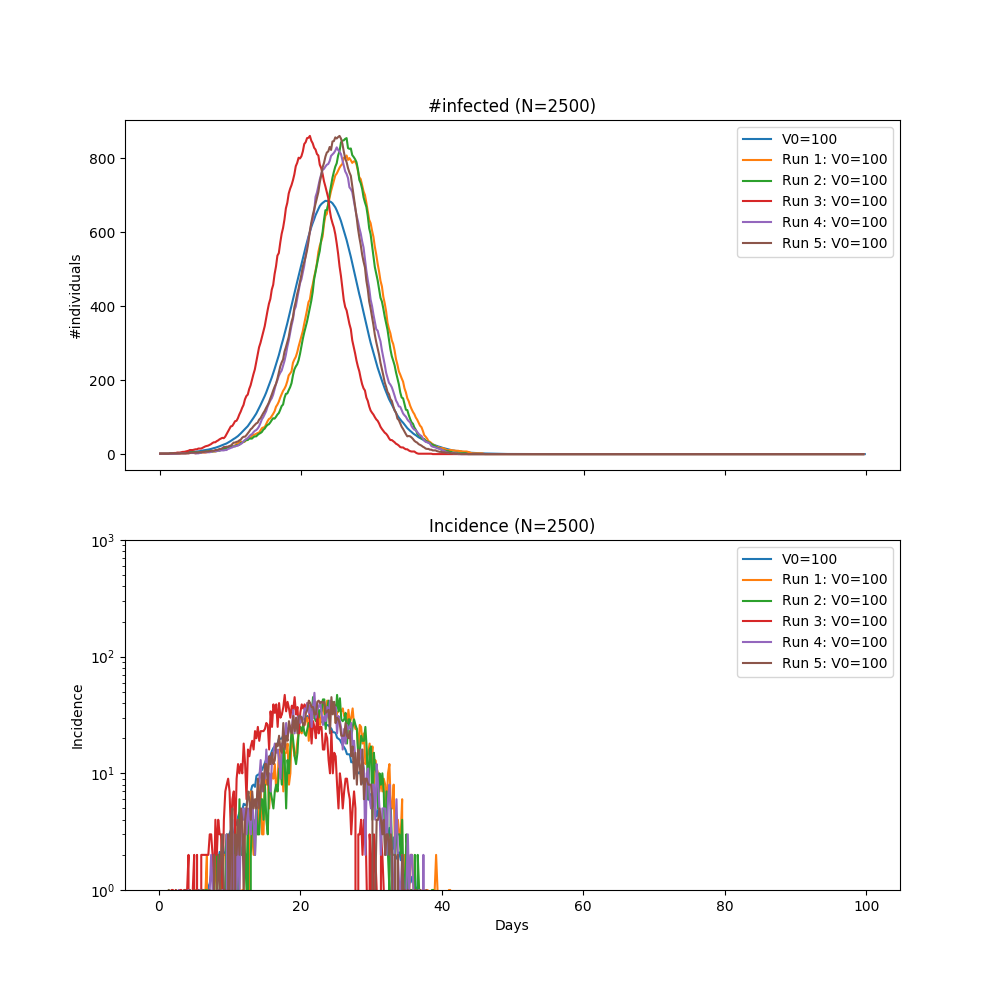 #infected (N=2500)
#individuals
800
600
400
200
0
V0=100
Run 1: V0=100
Run 2: V0=100
Run 3: V0=100
Run 4: V0=100
Run 5: V0=100
Incidence (N=2500)
Incidence
10³
10²
10¹
10⁰
V0=100
Run 1: V0=100
Run 2: V0=100
Run 3: V0=100
Run 4: V0=100
Run 5: V0=100
0 20 40 60 80 100
Days